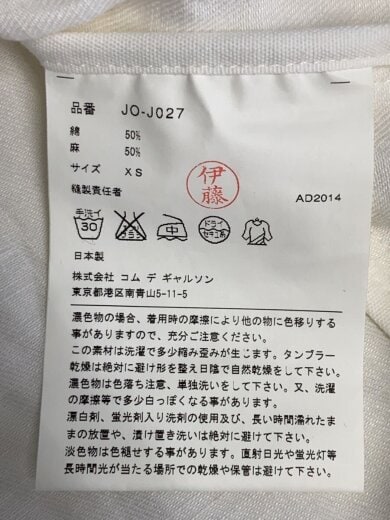 品番 JO-J027
綿 50%
麻 50%
サイズ XS
縫製責任者
伊藤
AD2014
手洗イ
30
中
ドライ
セキユ系
日本製
株式会社 コム デ ギャルソン
東京都港区南青山5-11-5
濃色物の場合、着用時の摩擦により他の物に色移りする
事がありますので、充分ご注意ください。
この素材は洗濯で多少縮み歪みが生じます。タンブラー
乾燥は絶対に避け形を整え日陰で自然乾燥をして下さい。
濃色物は色落ち注意、単独洗いをして下さい。又、洗濯
の摩擦等で多少白っぽくなる事があります。
漂白剤、蛍光剤入り洗剤の使用及び、長い時間濡れたま
まの放置や、漬け置き洗いは絶対に避けて下さい。
淡色物は色褪せする事があります。直射日光や蛍光灯等
長時間光が当たる場所での乾燥や保管は避けて下さい。